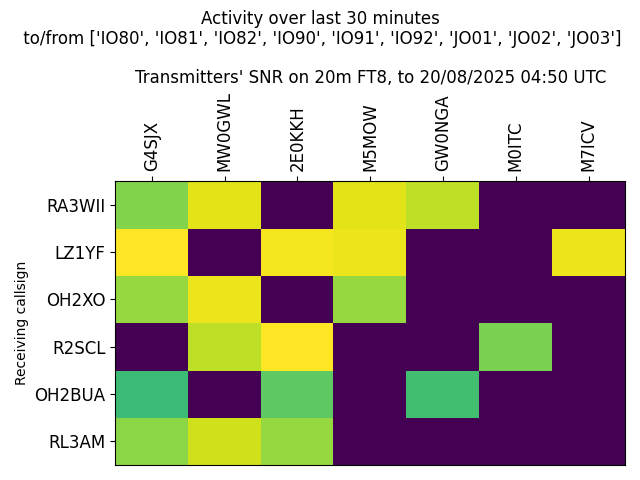 Activity over last 30 minutes
to/from ['IO80', 'IO81', 'IO82', 'IO90', 'IO91', 'IO92', 'JO01', 'JO02', 'JO03']
Transmitters' SNR on 20m FT8, to 20/08/2025 04:50 UTC
G4SJX
MW0GWL
2E0KKH
M5MOW
GW0NGA
M0ITC
M7ICV
Receiving callsign
RA3WII
LZ1YF
OH2XO
R2SCL
OH2BUA
RL3AM